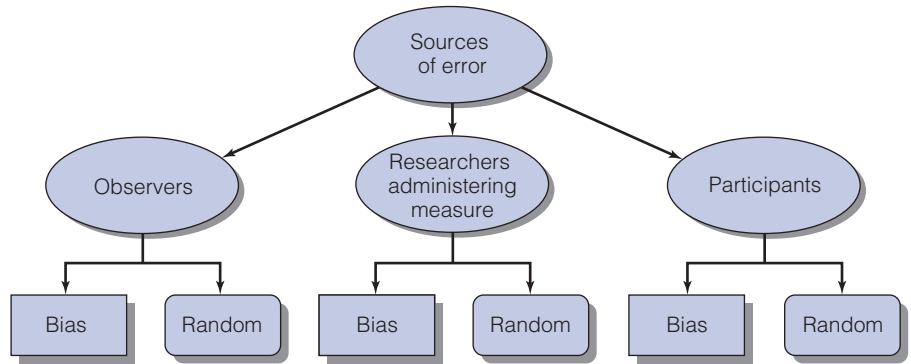 Sources
of error
Observers
Researchers
administering
measure
Participants
Bias
Random
Bias
Random
Bias
Random